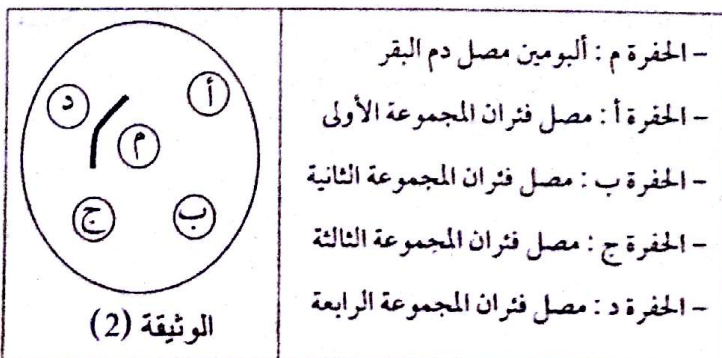 - الحفرة م : ألبومين مصل دم البقر
- الحفرة أ : مصل فئران المجموعة الأولى
- الحفرة ب : مصل فئران المجموعة الثانية
- الحفرة ج : مصل فئران المجموعة الثالثة
- الحفرة د : مصل فئران المجموعة الرابعة
أ
د
م
ب
ج
الوثيقة (2)